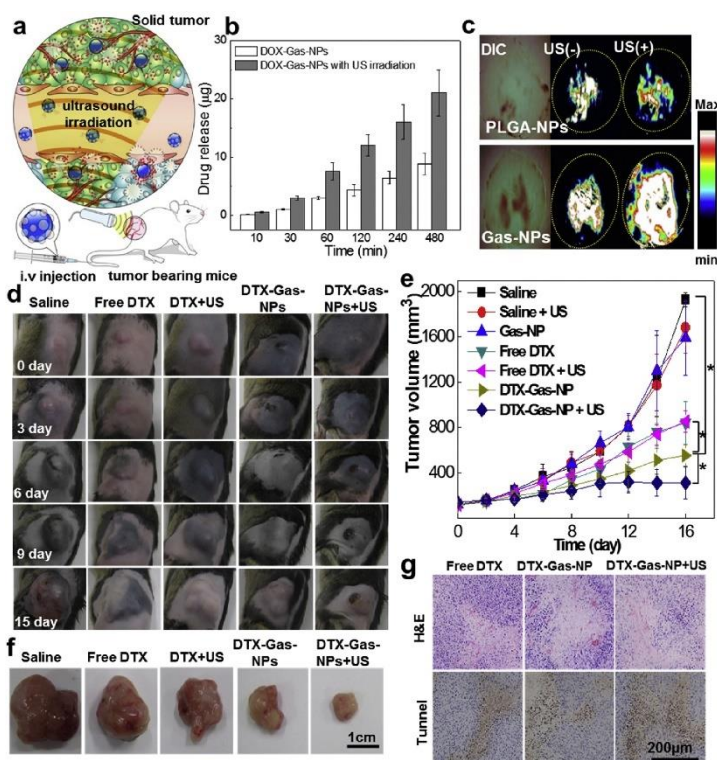 a
Solid tumor
ultrasound
irradiation
i.v injection
tumor bearing mice
b
Drug release (μg)
30
20
10
0
DOX-Gas-NPs
DOX-Gas-NPs with US irradiation
10 30 60 120 240 480
Time (min)
c
DIC
US(-)
US(+)
PLGA-NPs
Gas-NPs
Max
min
d
Saline
Free DTX
DTX+US
DTX-Gas-
NPs
DTX-Gas-
NPs+US
0 day
3 day
6 day
9 day
15 day
e
Tumor volume (mm³)
2000
1600
1200
800
400
Saline
Saline + US
Gas-NP
Free DTX
Free DTX + US
DTX-Gas-NP
DTX-Gas-NP + US
*
*
*
0 4 8 12 16
Time (day)
f
Saline
Free DTX
DTX+US
DTX-Gas-
NPs
DTX-Gas-
NPs+US
1cm
g
Free DTX
DTX-Gas-NP
DTX-Gas-NP+US
H&E
Tunnel
200μm